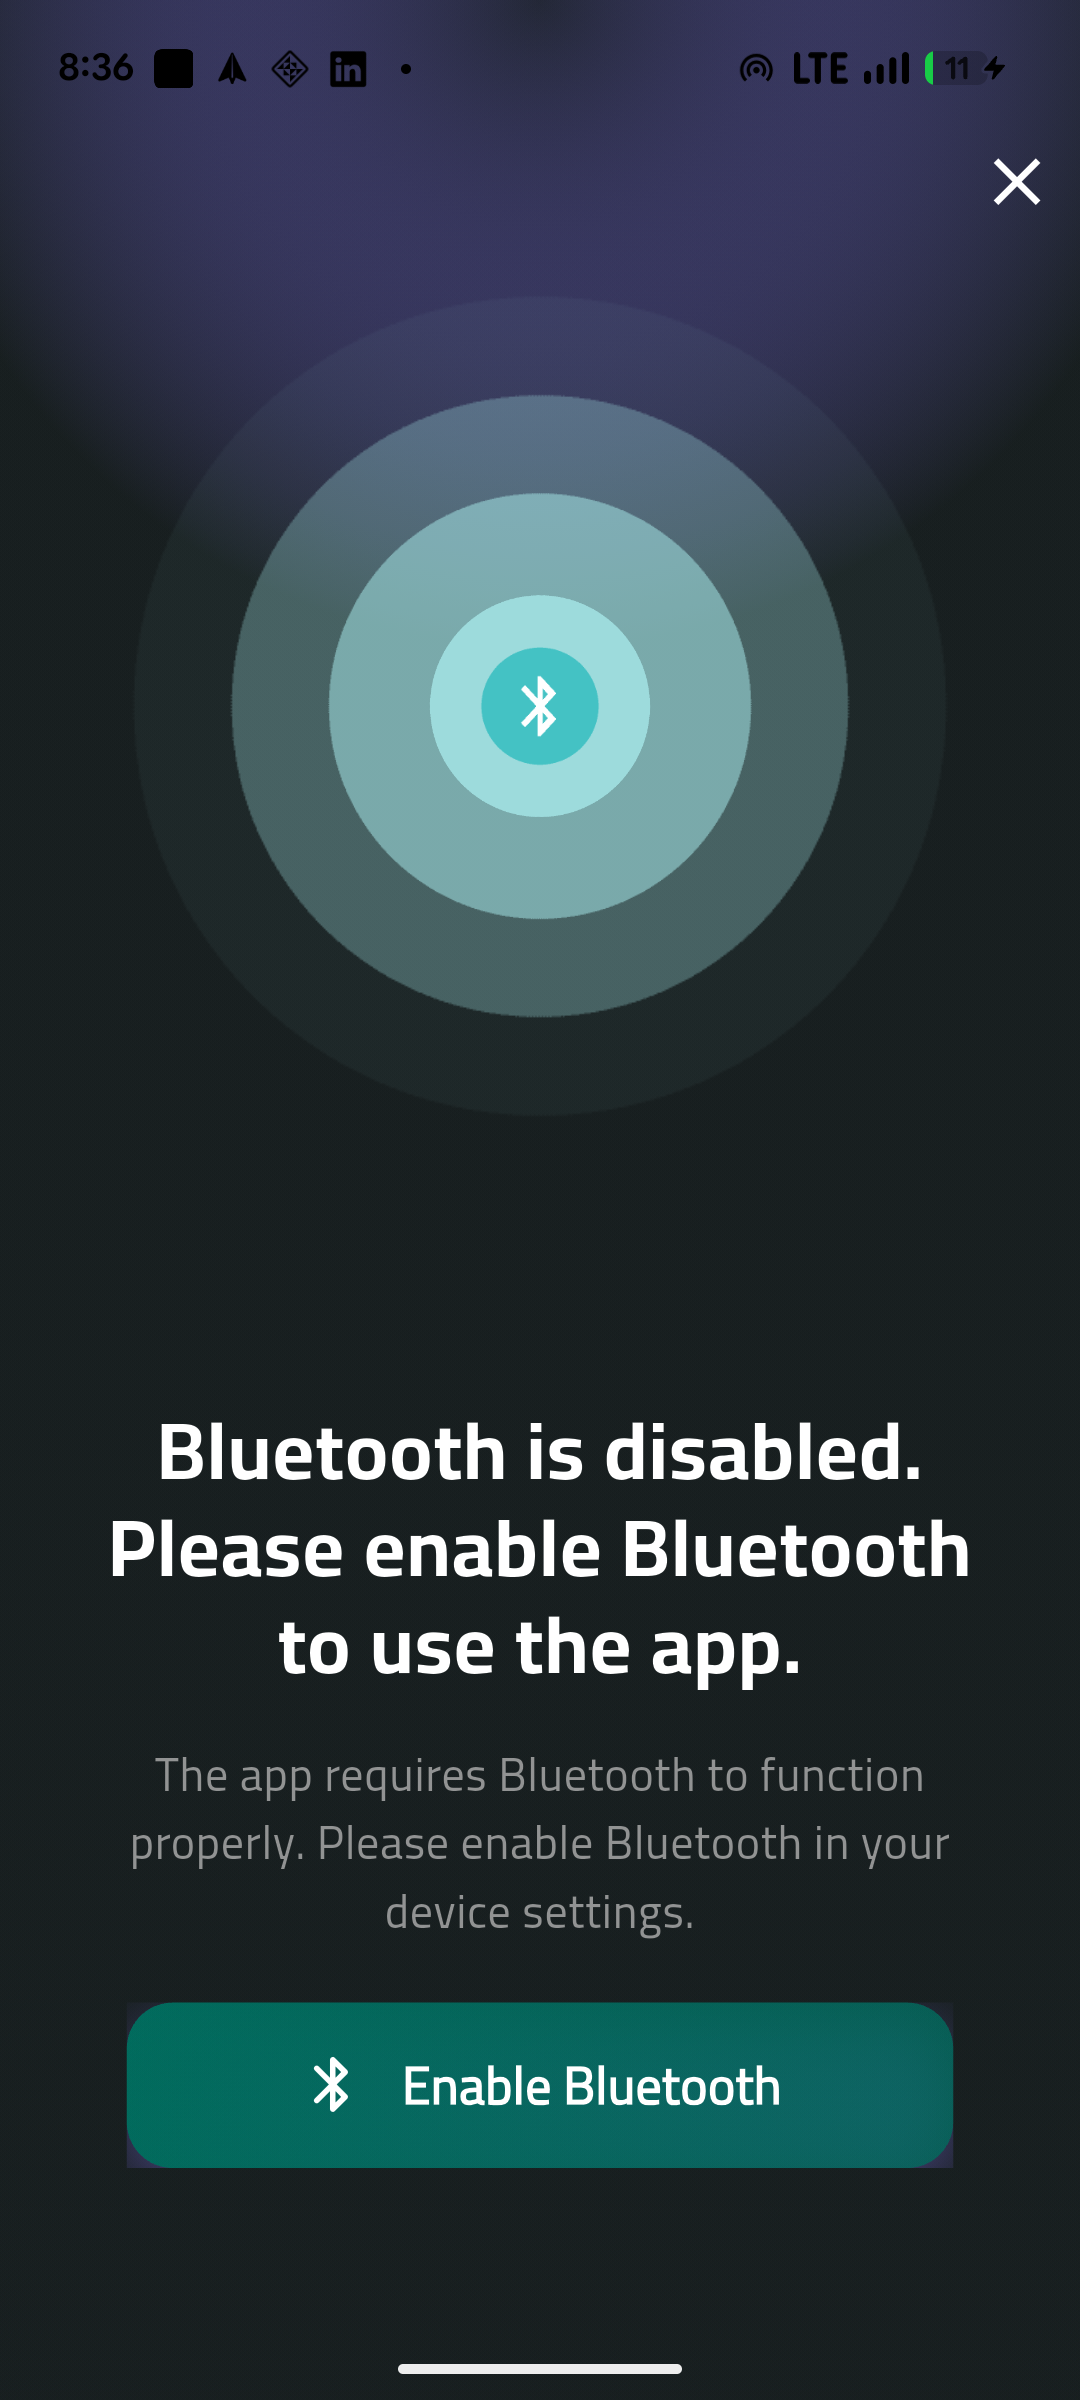 8:36 in LTE 11
Bluetooth is disabled.
Please enable Bluetooth
to use the app.
The app requires Bluetooth to function
properly. Please enable Bluetooth in your
device settings.
Enable Bluetooth